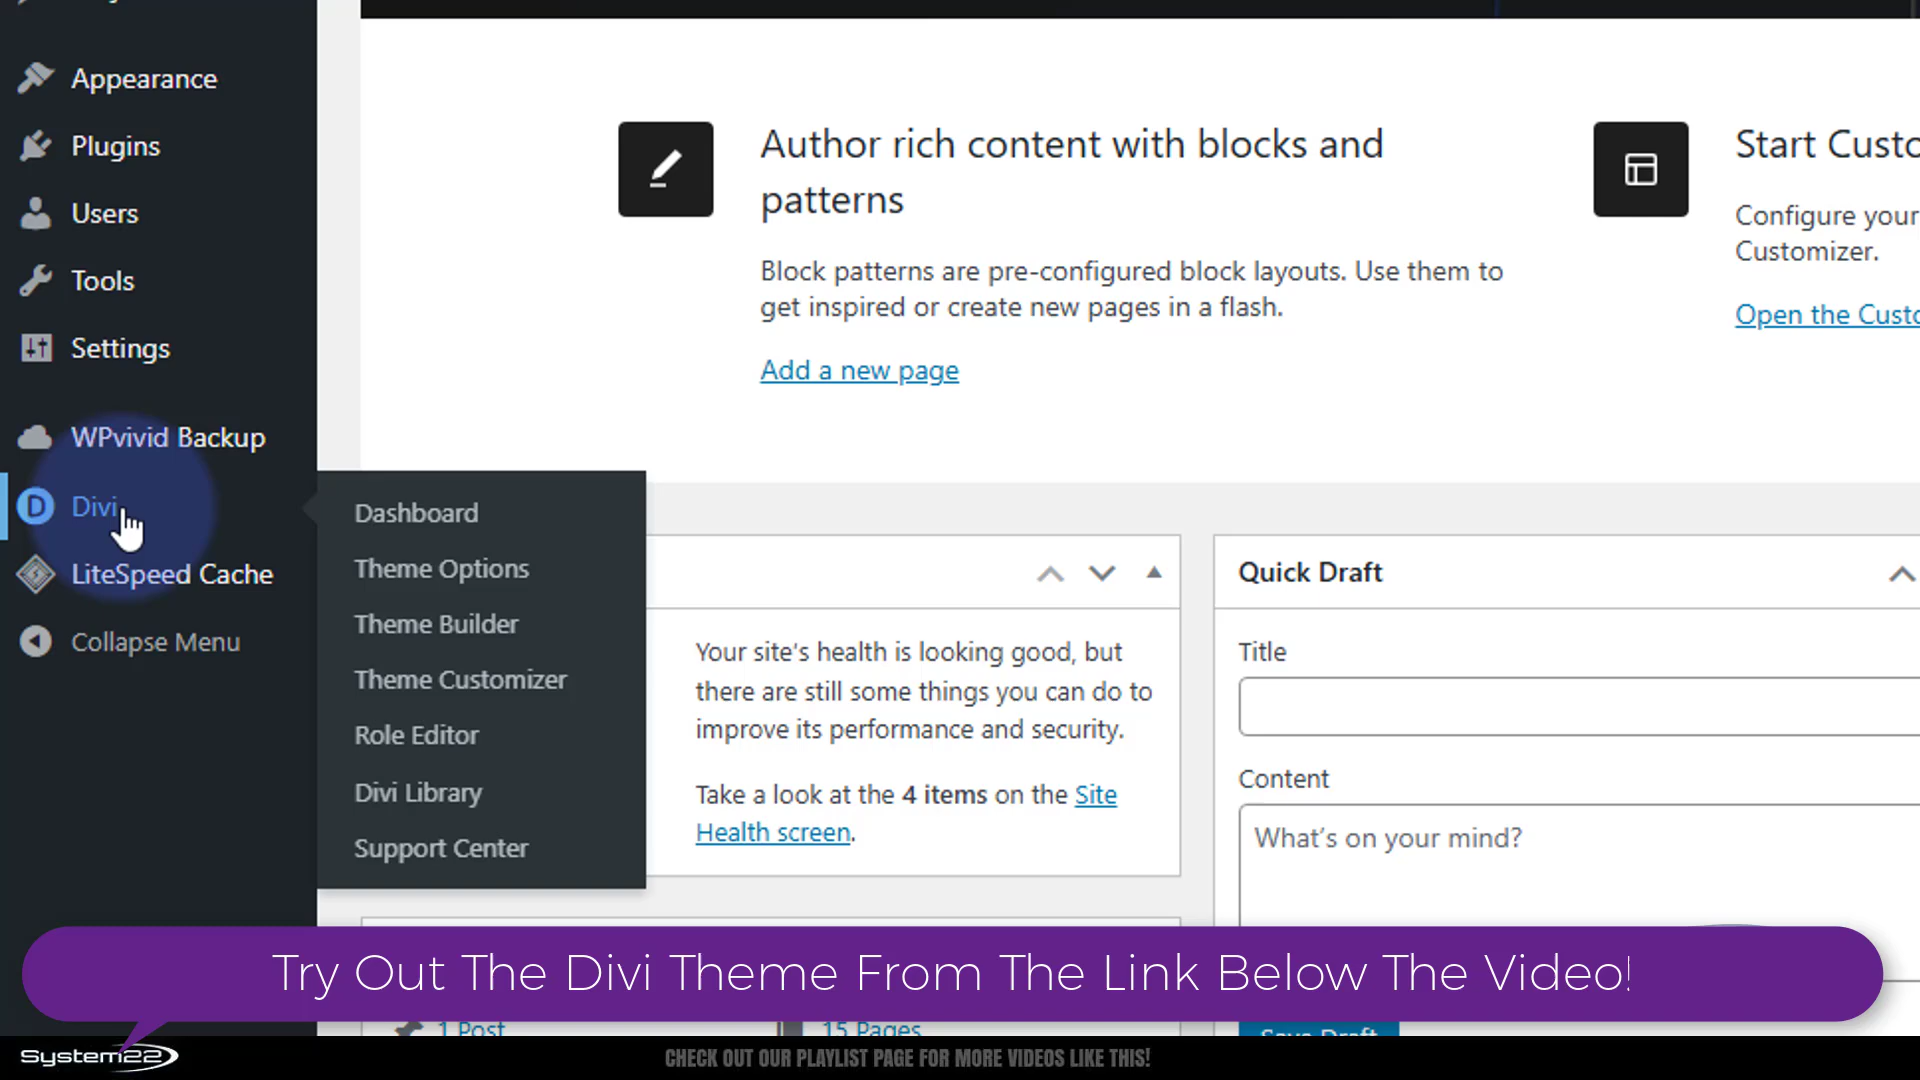 Appearance
Plugins
Users
Tools
Settings
WPvivid Backup
Divi
LiteSpeed Cache
Collapse Menu
Dashboard
Theme Options
Theme Builder
Theme Customizer
Role Editor
Divi Library
Support Center
Author rich content with blocks and
patterns
Block patterns are pre-configured block layouts. Use them to
get inspired or create new pages in a flash.
Add a new page
Start Custo
Configure your
Customizer.
Open the Custo
Your site's health is looking good, but
there are still some things you can do to
improve its performance and security.
Take a look at the 4 items on the Site
Health screen.
Quick Draft
Title
Content
What's on your mind?
Try Out The Divi Theme From The Link Below The Video!
1 Post
15 Pages
Save Draft
System22
CHECK OUT OUR PLAYLIST PAGE FOR MORE VIDEOS LIKE THIS!